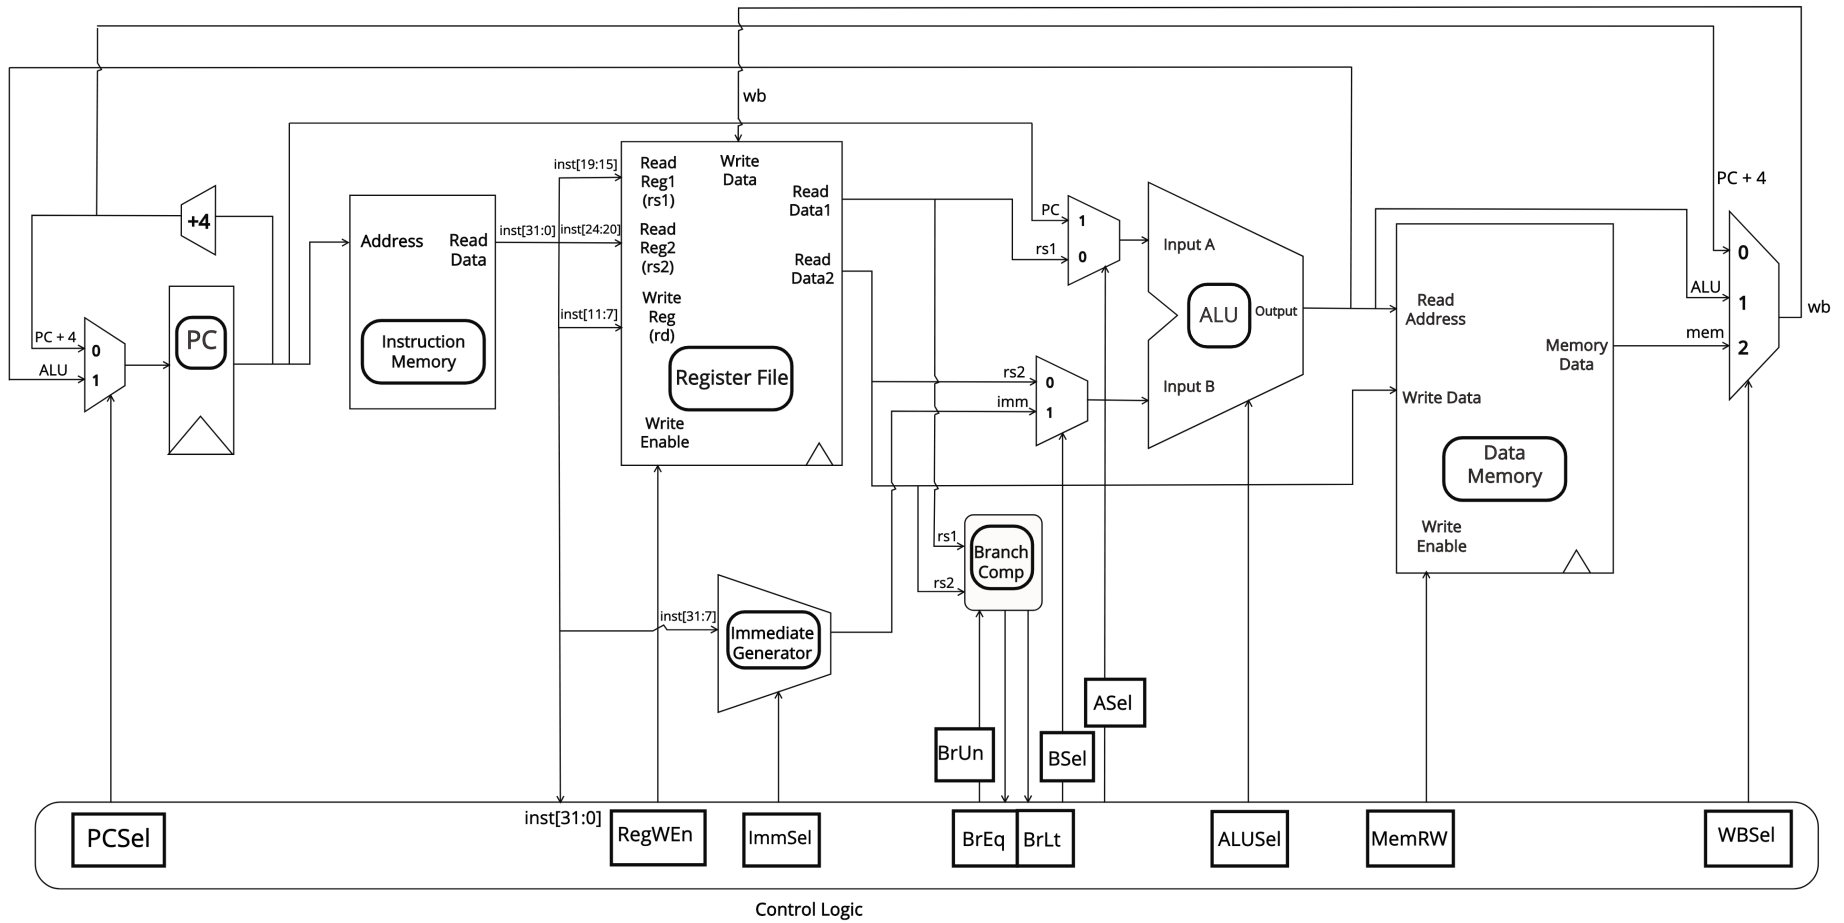 wb
PC + 4
inst[19:15]
Read
Reg1
(rs1)
Write
Data
Read
Data1
PC
1
+4
inst[31:0]
inst[24:20]
Read
Reg2
(rs2)
Address
Read
Data
rs1
0
Input A
0
Read
Data2
ALU
1
wb
Write
Reg
(rd)
inst[11:7]
ALU
Output
Read
Address
PC + 4
0
PC
Instruction
Memory
mem
2
Memory
Data
ALU
1
Register File
rs2
0
Input B
imm
1
Write Data
Write
Enable
Data
Memory
Write
Enable
rs1
Branch
Comp
rs2
inst[31:7]
Immediate
Generator
ASel
BrUn
BSel
inst[31:0]
PCSel
RegWEn
ImmSel
BrEq
BrLt
ALUSel
MemRW
WBSel
Control Logic